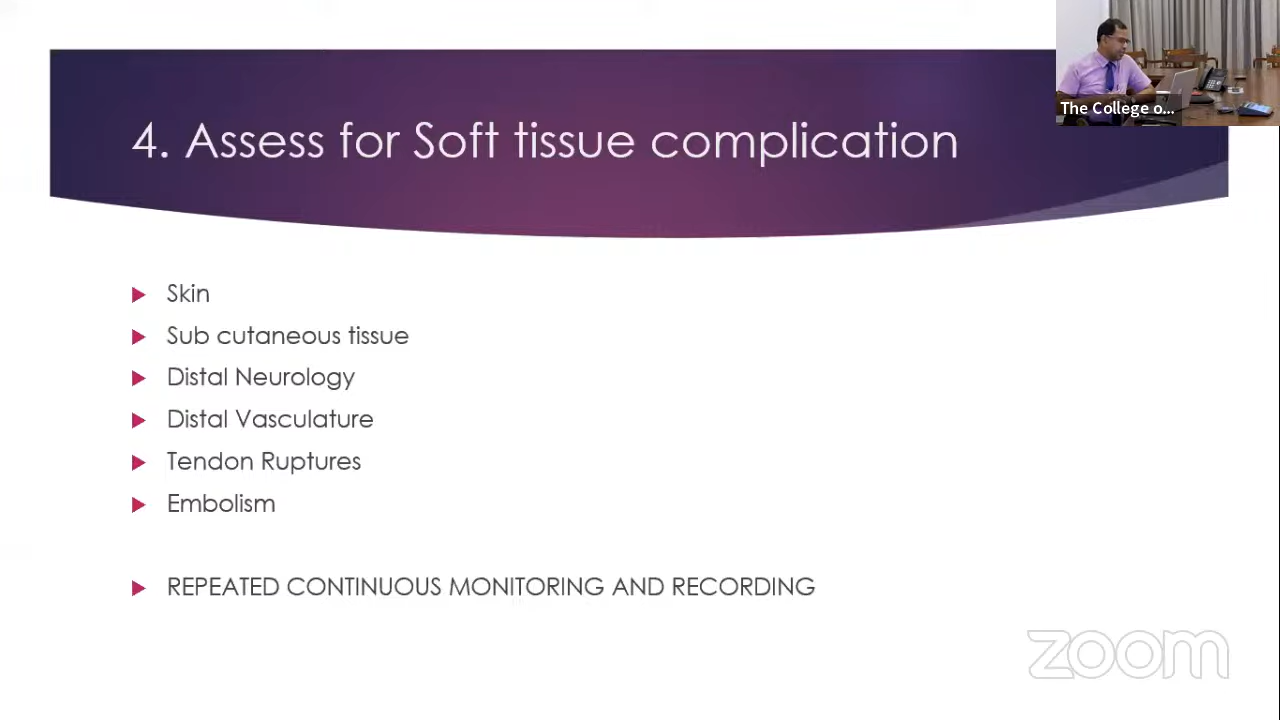 The College o...
4. Assess for Soft tissue complication
Skin
Sub cutaneous tissue
Distal Neurology
Distal Vasculature
Tendon Ruptures
Embolism
REPEATED CONTINUOUS MONITORING AND RECORDING
zoom